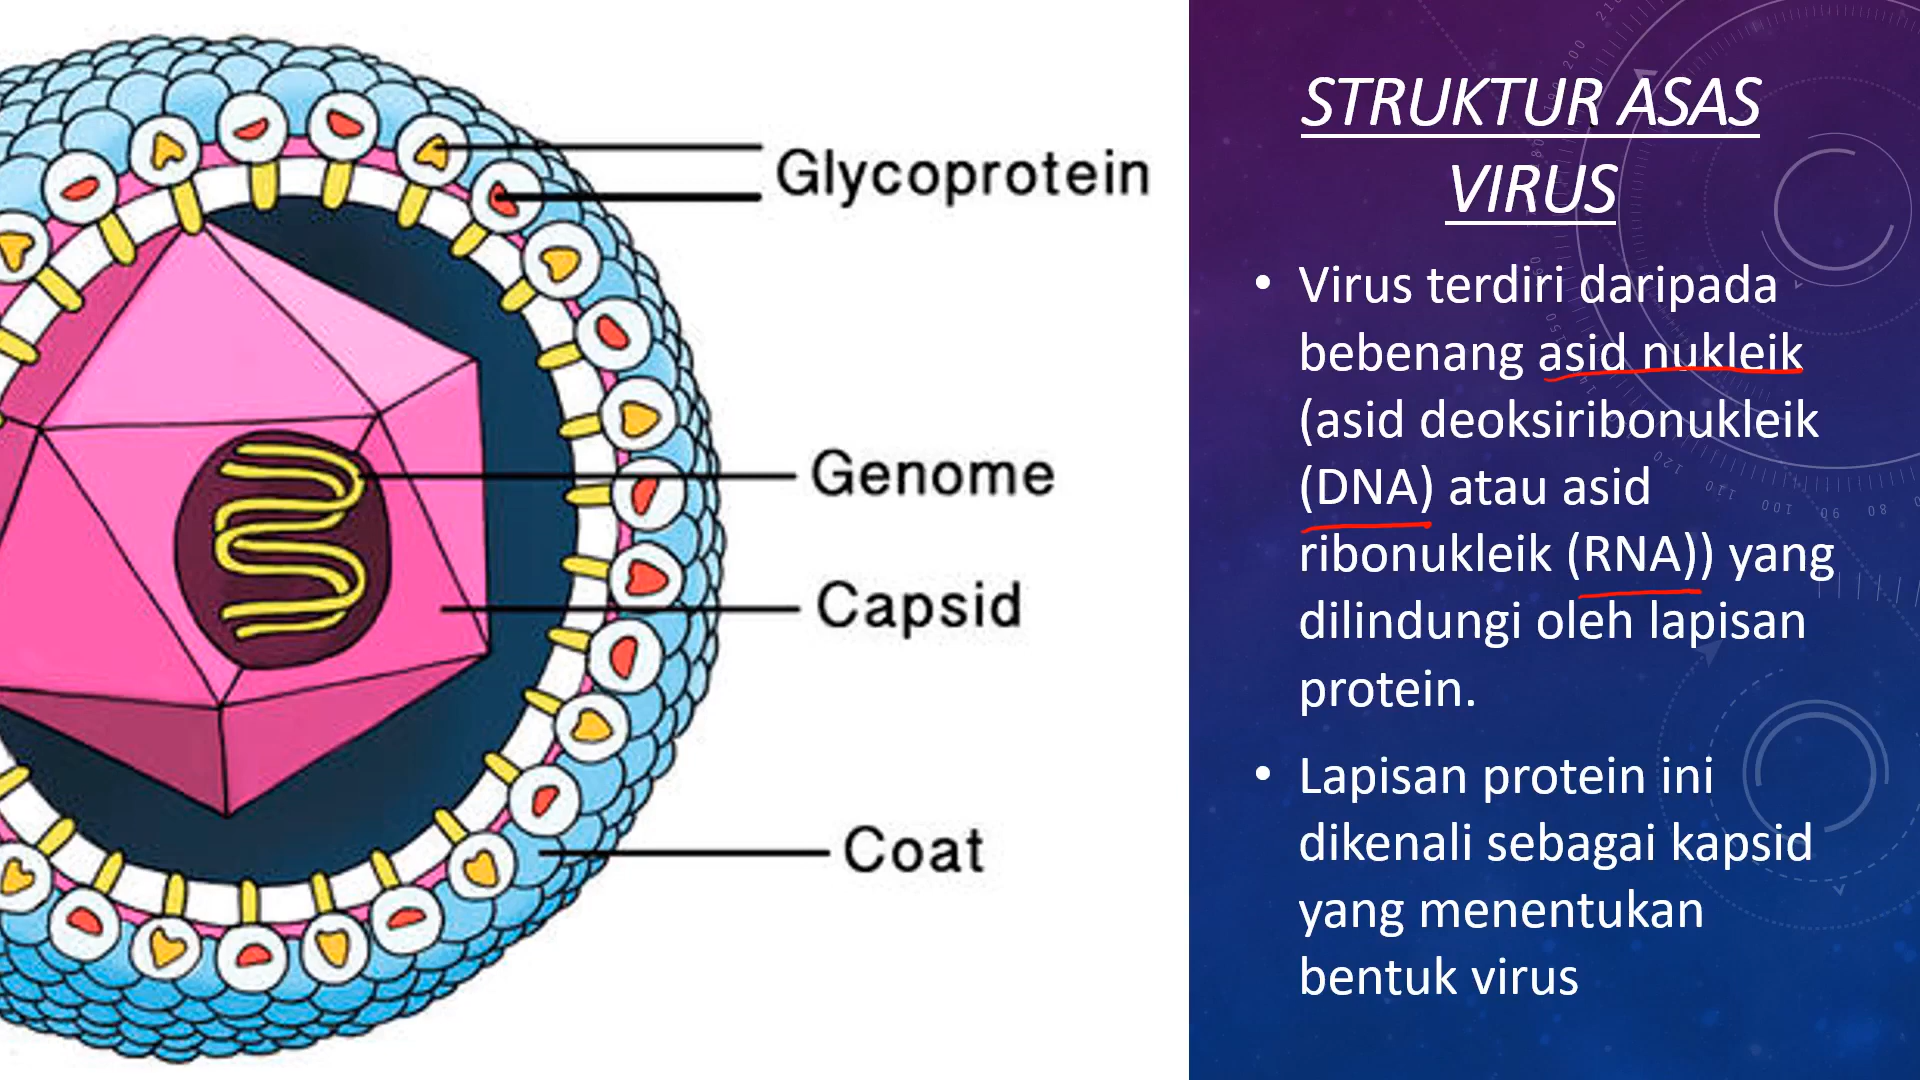 Glycoprotein
Genome
Capsid
Coat
STRUKTUR ASAS
VIRUS
• Virus terdiri daripada
bebenang asid nukleik
(asid deoksiribonukleik
(DNA) atau asid
ribonukleik (RNA)) yang
dilindungi oleh lapisan
protein.
• Lapisan protein ini
dikenali sebagai kapsid
yang menentukan
bentuk virus